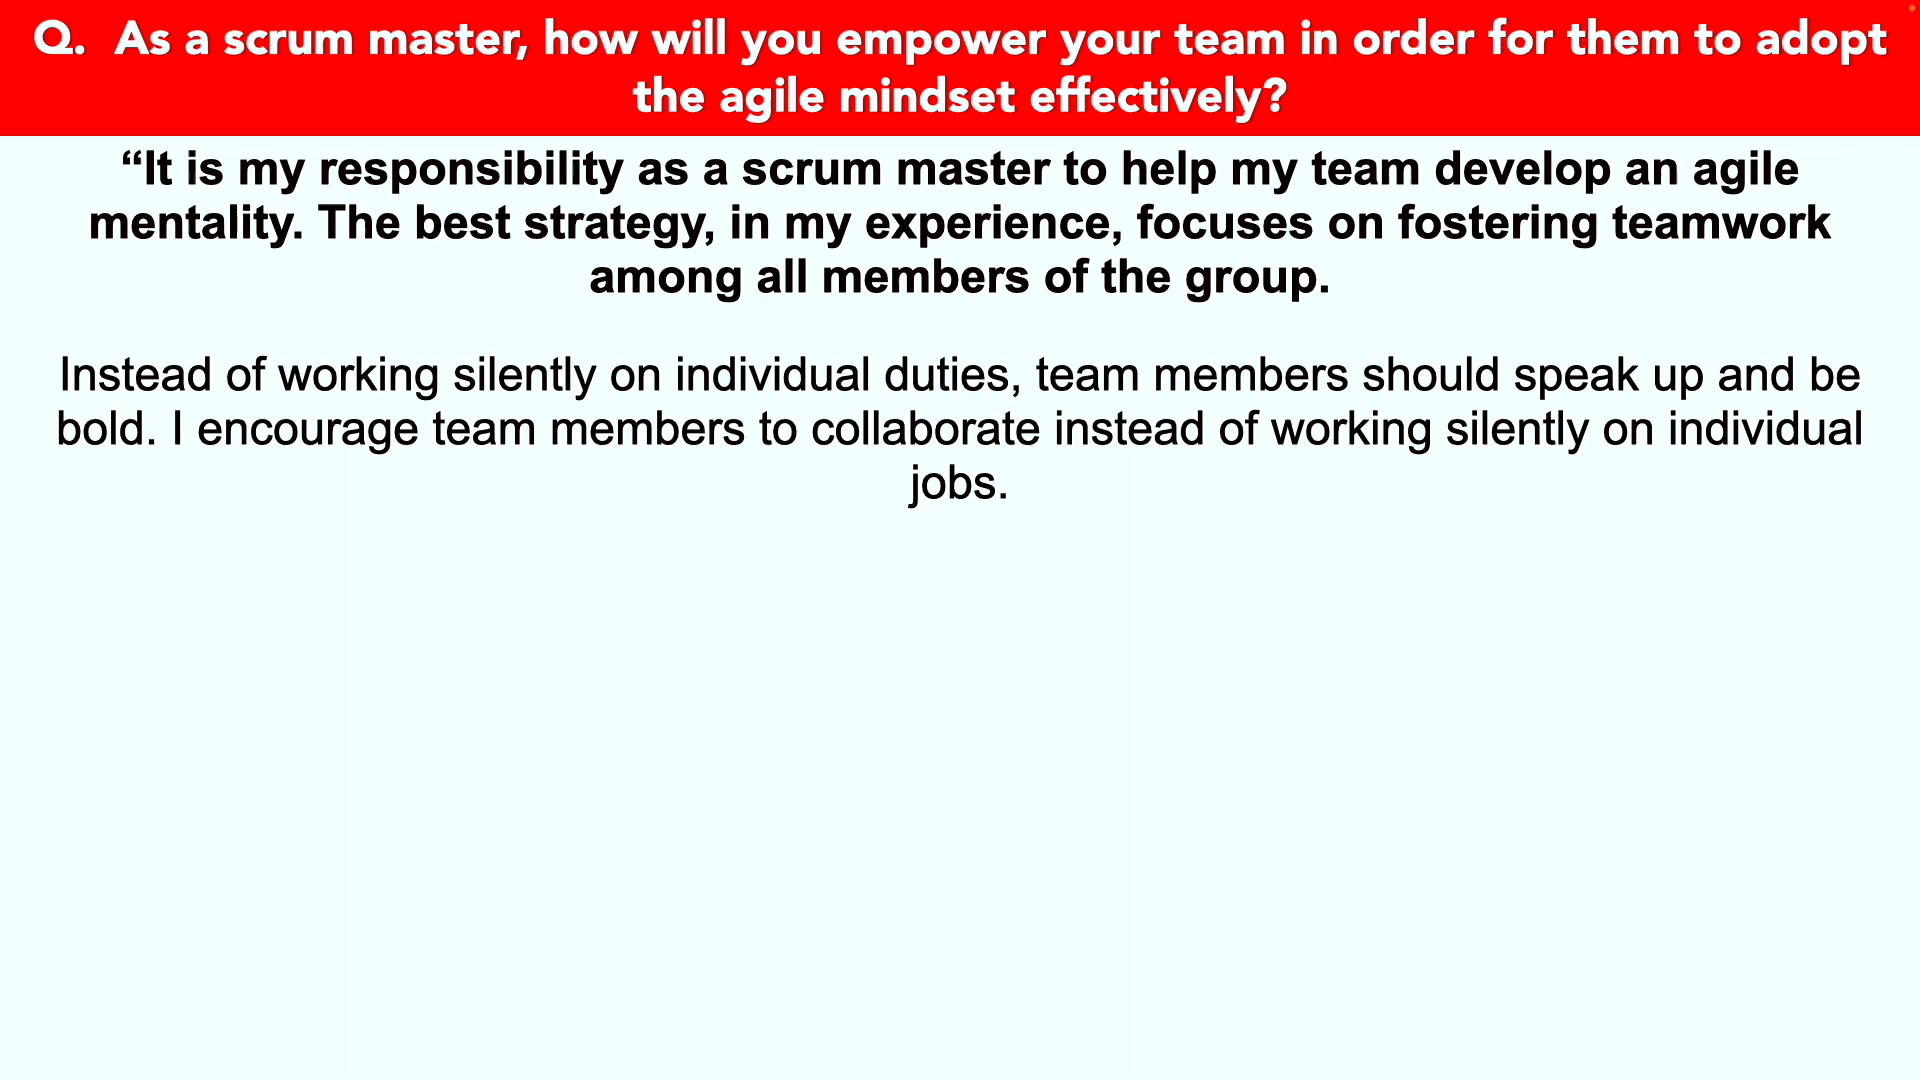 Q.  As a scrum master, how will you empower your team in order for them to adopt
the agile mindset effectively?
“It is my responsibility as a scrum master to help my team develop an agile
mentality. The best strategy, in my experience, focuses on fostering teamwork
among all members of the group.
Instead of working silently on individual duties, team members should speak up and be
bold. I encourage team members to collaborate instead of working silently on individual
jobs.